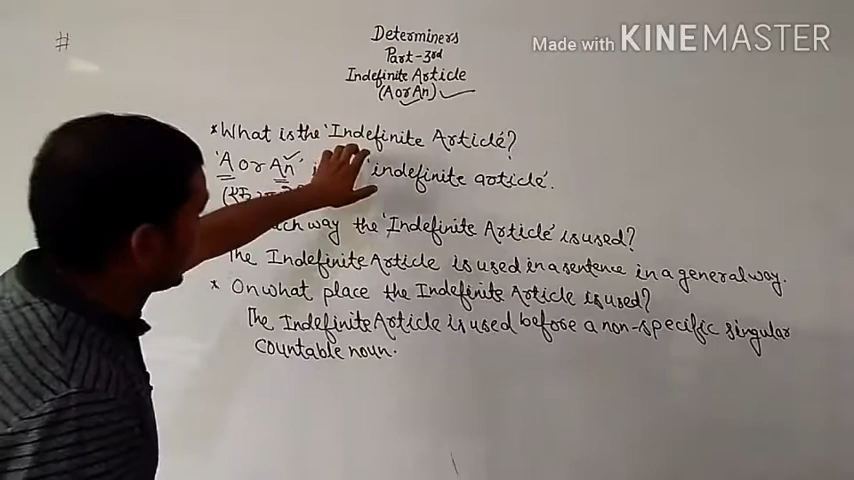 #
Determiners
Part-3rd
Indefinite Article
(A or An)
Made with KINEMASTER
*What is the 'Indefinite Article'?
'A or An' 'indefinite article'.
way the 'Indefinite Article' is used?
The Indefinite Article is used in a sentence in a general way.
* On what place the Indefinite Article is used?
The Indefinite Article is used before a non-specific singular
countable noun.